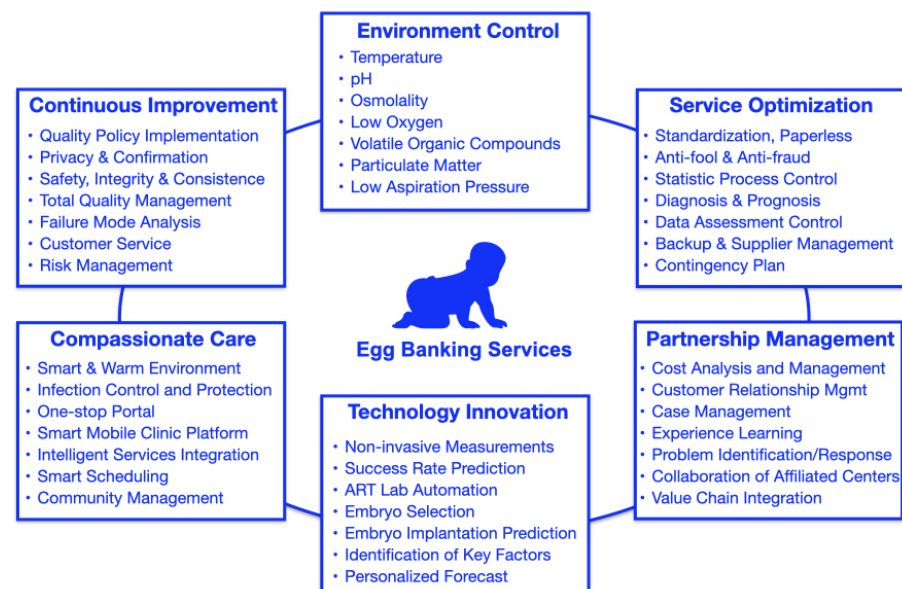 Environment Control
• Temperature
• pH
• Osmolality
• Low Oxygen
• Volatile Organic Compounds
• Particulate Matter
• Low Aspiration Pressure
Continuous Improvement
• Quality Policy Implementation
• Privacy & Confirmation
• Safety, Integrity & Consistence
• Total Quality Management
• Failure Mode Analysis
• Customer Service
• Risk Management
Service Optimization
• Standardization, Paperless
• Anti-fool & Anti-fraud
• Statistic Process Control
• Diagnosis & Prognosis
• Data Assessment Control
• Backup & Supplier Management
• Contingency Plan
Egg Banking Services
Compassionate Care
• Smart & Warm Environment
• Infection Control and Protection
• One-stop Portal
• Smart Mobile Clinic Platform
• Intelligent Services Integration
• Smart Scheduling
• Community Management
Technology Innovation
• Non-invasive Measurements
• Success Rate Prediction
• ART Lab Automation
• Embryo Selection
• Embryo Implantation Prediction
• Identification of Key Factors
• Personalized Forecast
Partnership Management
• Cost Analysis and Management
• Customer Relationship Mgmt
• Case Management
• Experience Learning
• Problem Identification/Response
• Collaboration of Affiliated Centers
• Value Chain Integration